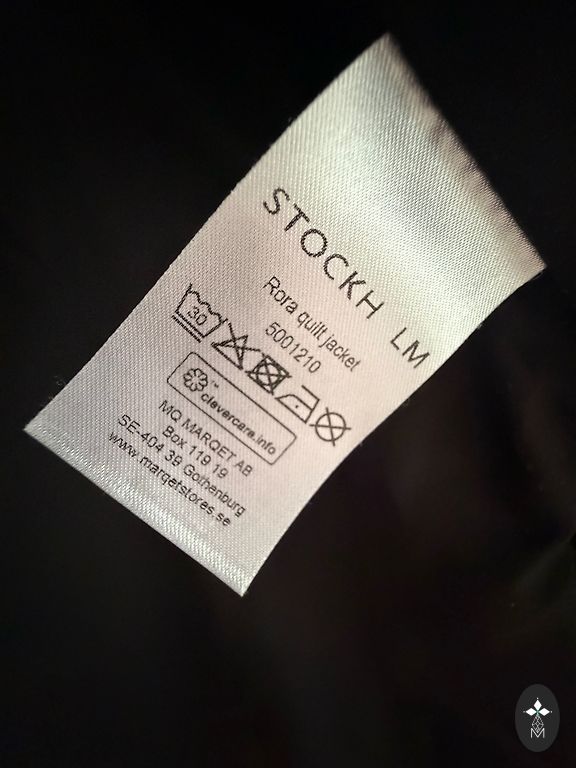 STOCKH LM
Rora quilt jacket
5001210
30
™
clevercare.info
MQ MARQET AB
Box 119 19
SE-404 39 Gothenburg
www.marqetstores.se
M